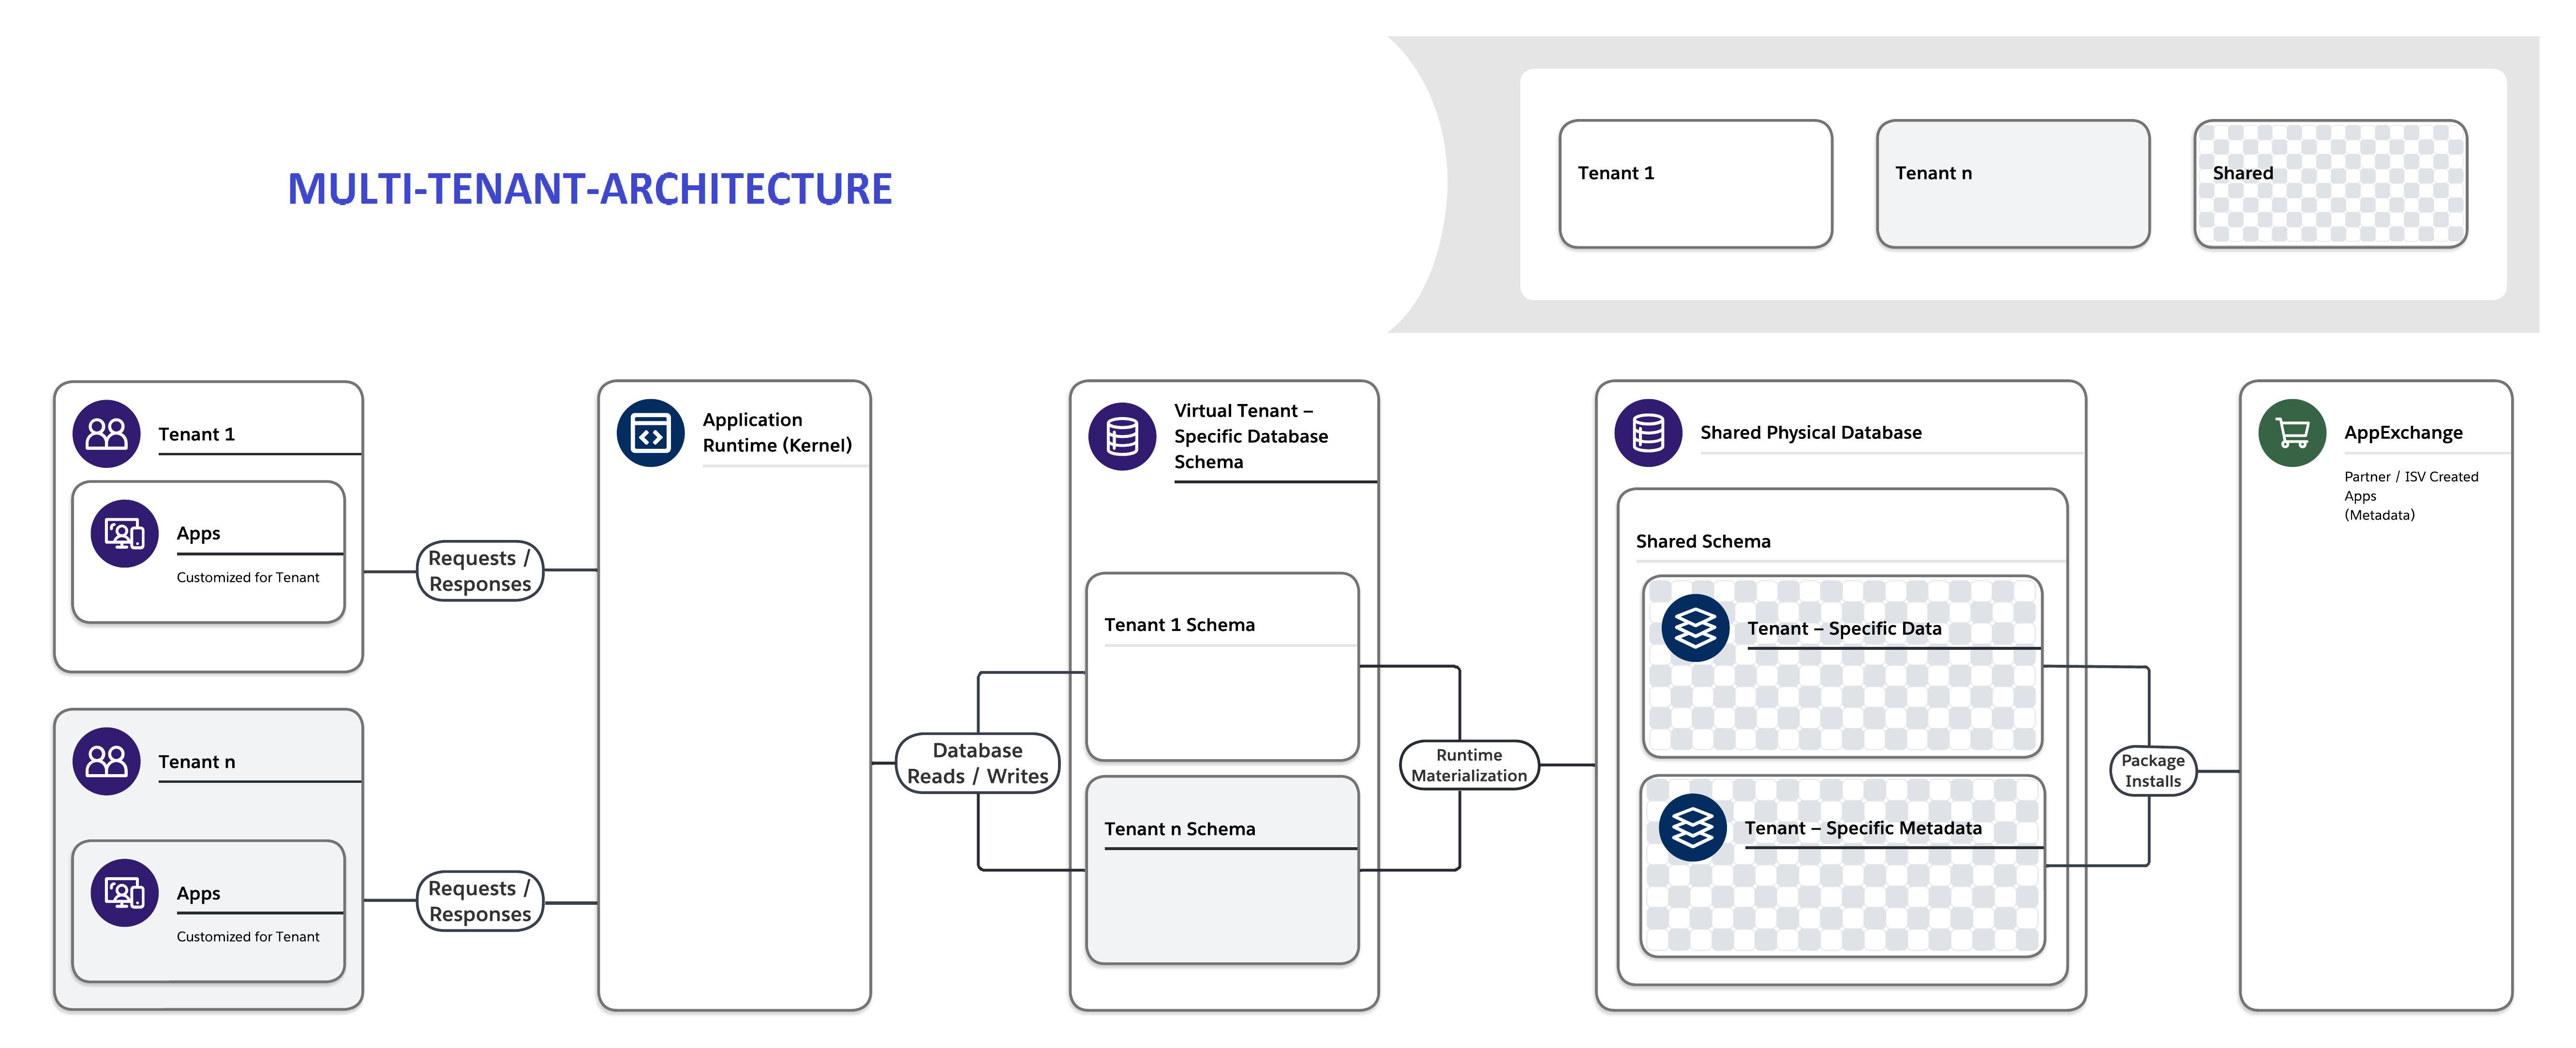 MULTI-TENANT-ARCHITECTURE
Tenant 1
Tenant n
Shared
Tenant 1
Apps
Customized for Tenant
Requests /
Responses
Tenant n
Apps
Customized for Tenant
Requests /
Responses
Application
Runtime (Kernel)
Database
Reads / Writes
Virtual Tenant –
Specific Database
Schema
Tenant 1 Schema
Tenant n Schema
Runtime
Materialization
Shared Physical Database
Shared Schema
Tenant – Specific Data
Tenant – Specific Metadata
Package
Installs
AppExchange
Partner / ISV Created
Apps
(Metadata)